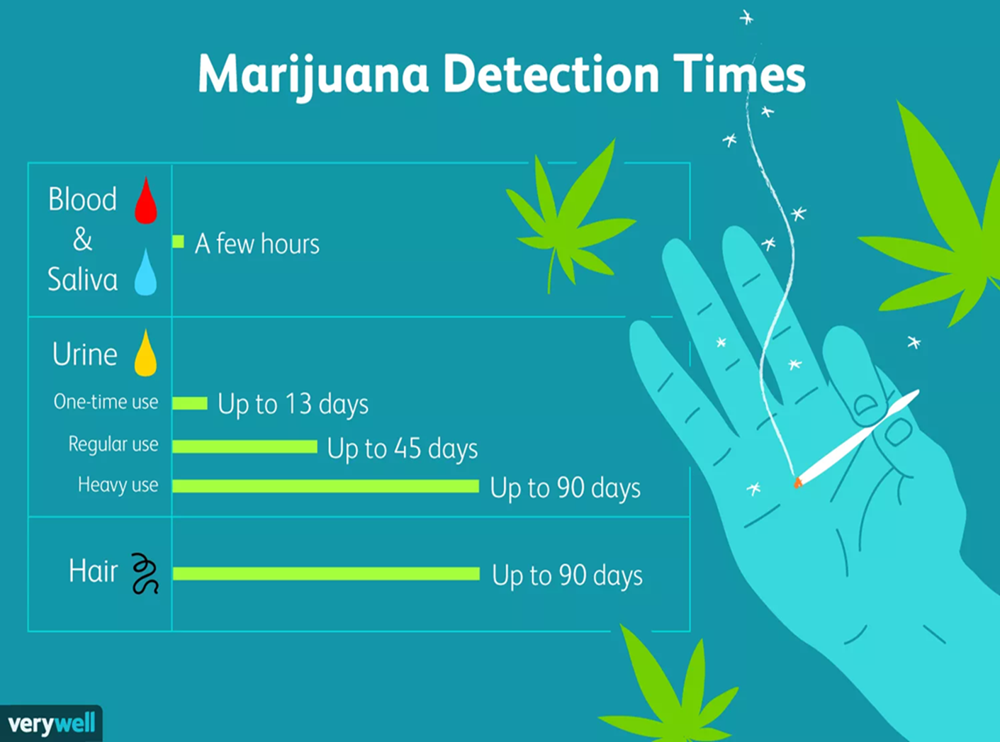 Marijuana Detection Times
Blood
&
Saliva
A few hours
Urine
One-time use
Up to 13 days
Regular use
Up to 45 days
Heavy use
Up to 90 days
Hair
Up to 90 days
verywell